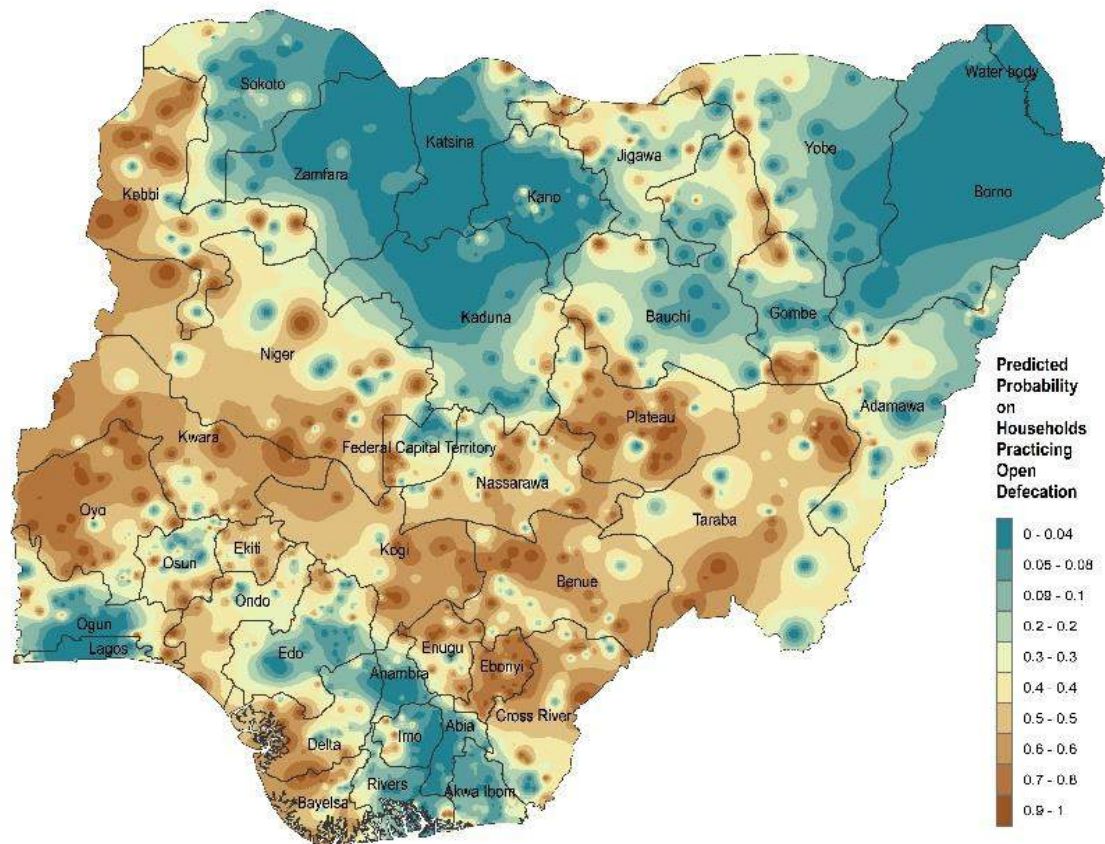 Sokoto
Water body
Katsina
Yobe
Jigawa
Zamfara
Kano
Kebbi
Borno
Kaduna
Bauchi
Gombe
Niger
Adamawa
Plateau
Kwara
Federal Capital Territory
Nassarawa
Oyo
Taraba
Kogi
Ekiti
Osun
Benue
Ondo
Ogun
Enugu
Lagos
Edo
Ebonyi
Anambra
Cross River
Abia
Imo
Delta
Rivers
Akwa Ibom
Bayelsa
Predicted
Probability
on
Households
Practicing
Open
Defecation
0 - 0.04
0.05 - 0.08
0.09 - 0.1
0.2 - 0.2
0.3 - 0.3
0.4 - 0.4
0.5 - 0.5
0.6 - 0.6
0.7 - 0.8
0.9 - 1